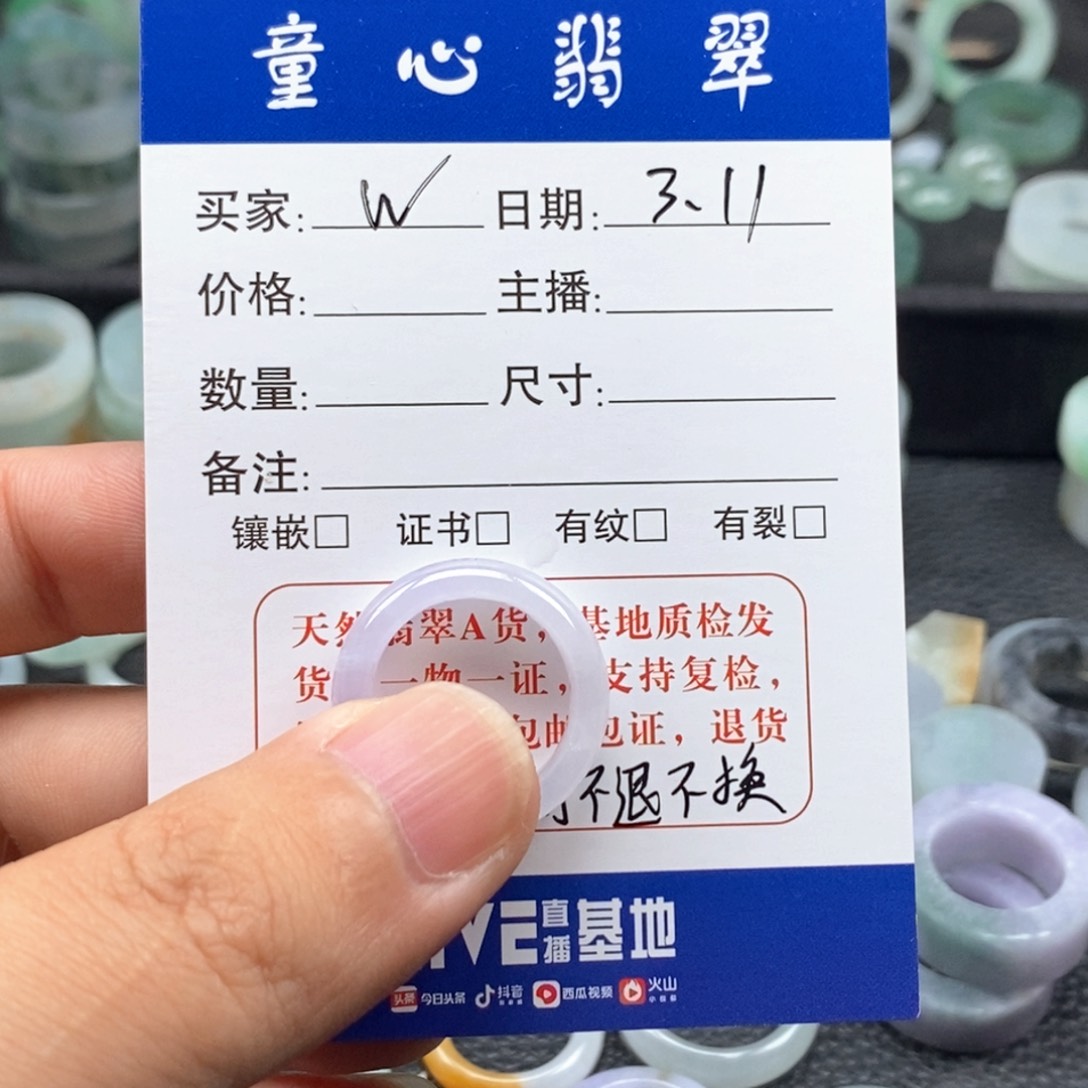 童心翡翠
买家: W 日期: 3.11
价格: 主播:
数量: 尺寸:
备注:
镶嵌□ 证书□ 有纹□ 有裂□
天然翡翠A货,基地质检发
货 一物一证,支持复检,
包邮包证,退货
不退不换
直播基地
头条 今日头条 抖音 西瓜视频 火山